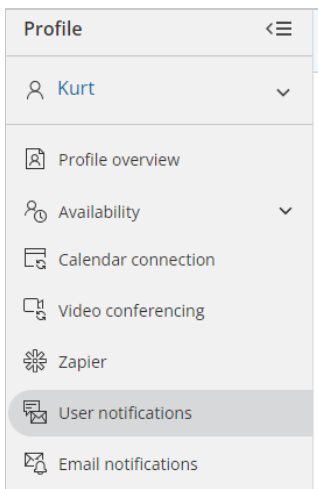 Profile
Kurt
Profile overview
Availability
Calendar connection
Video conferencing
Zapier
User notifications
Email notifications